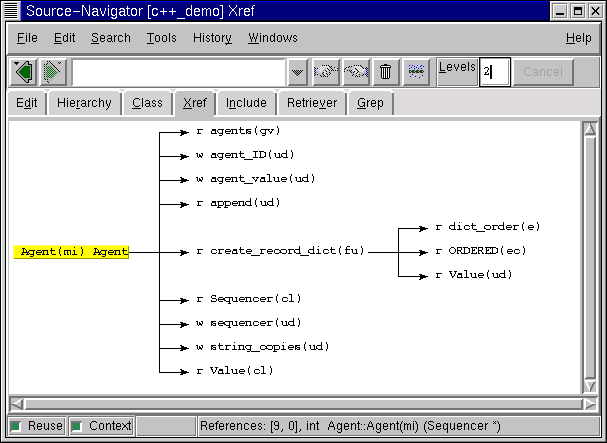 Source-Navigator [c++_demo] Xref
File Edit Search Tools History Windows Help
Levels 2 Cancel
Edit Hierarchy Class Xref Include Retriever Grep
r agents(gv)
w agent_ID(ud)
w agent_value(ud)
r append(ud)
r dict_order(e)
Agent(mi) Agent r create_record_dict(fu) r ORDERED(ec)
r Value(ud)
r Sequencer(cl)
w sequencer(ud)
w string_copies(ud)
r Value(cl)
Reuse Context References: [9, 0], int Agent::Agent(mi) (Sequencer *)